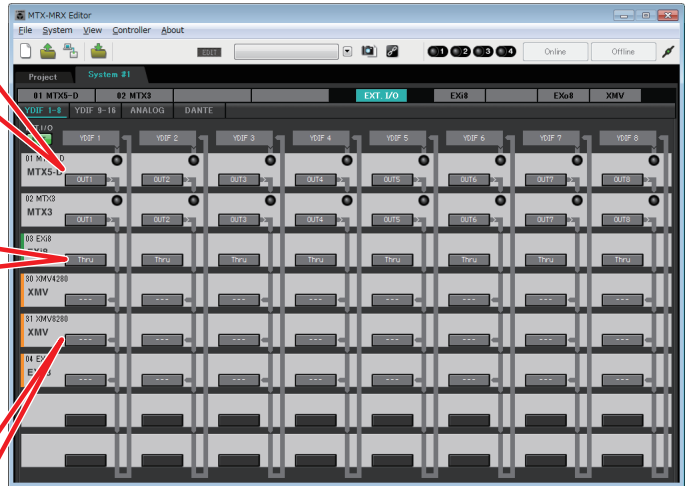 MTX-MRX Editor
File System View Controller About
EDIT 1 2 3 4 Online Offline
Project System #1
01 MTX5-D 02 MTX3 EXT. I/O EXi8 EXo8 XMV
YDIF 1-8 YDIF 9-16 ANALOG DANTE
YDIF 1 YDIF 2 YDIF 3 YDIF 4 YDIF 5 YDIF 6 YDIF 7 YDIF 8
MTX5-D OUT1 OUT2 OUT3 OUT4 OUT5 OUT6 OUT7 OUT8
02 MTX3
MTX3 OUT1 OUT2 OUT3 OUT4 OUT5 OUT6 OUT7 OUT8
03 EXi8
Thru Thru Thru Thru Thru Thru Thru Thru
30 XMV4280
XMV --- --- --- --- --- --- --- ---
31 XMV8280
XMV --- --- --- --- --- --- --- ---
--- --- --- --- --- --- --- ---